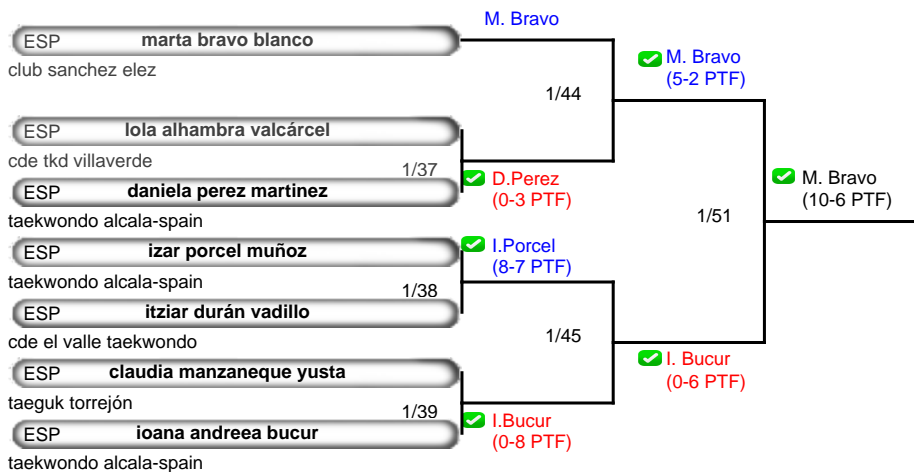 M. Bravo
ESP marta bravo blanco
club sanchez elez
M. Bravo
(5-2 PTF)
1/44
ESP lola alhambra valcárcel
cde tkd villaverde
1/37
ESP daniela perez martinez
D.Perez
(0-3 PTF)
taekwondo alcala-spain
M. Bravo
(10-6 PTF)
1/51
ESP izar porcel muñoz
I.Porcel
(8-7 PTF)
taekwondo alcala-spain
1/38
ESP itziar durán vadillo
cde el valle taekwondo
1/45
ESP claudia manzaneque yusta
I. Bucur
(0-6 PTF)
taeguk torrejón
1/39
ESP ioana andreea bucur
I.Bucur
(0-8 PTF)
taekwondo alcala-spain